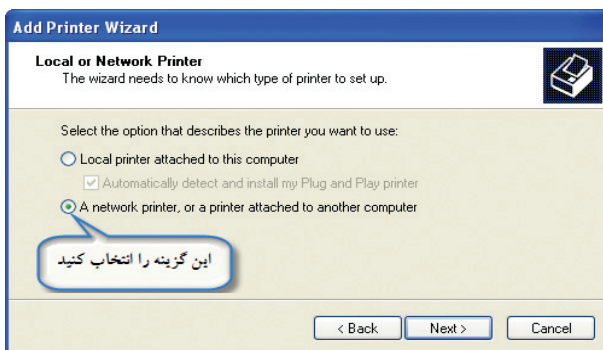 Add Printer Wizard
Local or Network Printer
The wizard needs to know which type of printer to set up.
Select the option that describes the printer you want to use:
Local printer attached to this computer
Automatically detect and install my Plug and Play printer
A network printer, or a printer attached to another computer
این گزینه را انتخاب کنید
< Back
Next >
Cancel